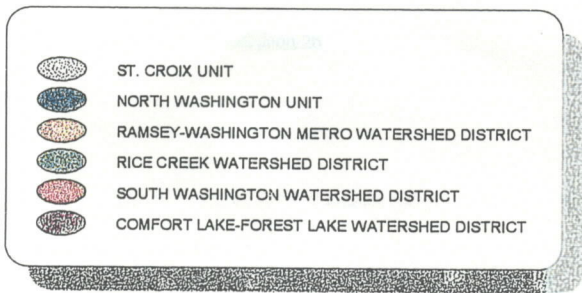 ST. CROIX UNIT
NORTH WASHINGTON UNIT
RAMSEY-WASHINGTON METRO WATERSHED DISTRICT
RICE CREEK WATERSHED DISTRICT
SOUTH WASHINGTON WATERSHED DISTRICT
COMFORT LAKE-FOREST LAKE WATERSHED DISTRICT